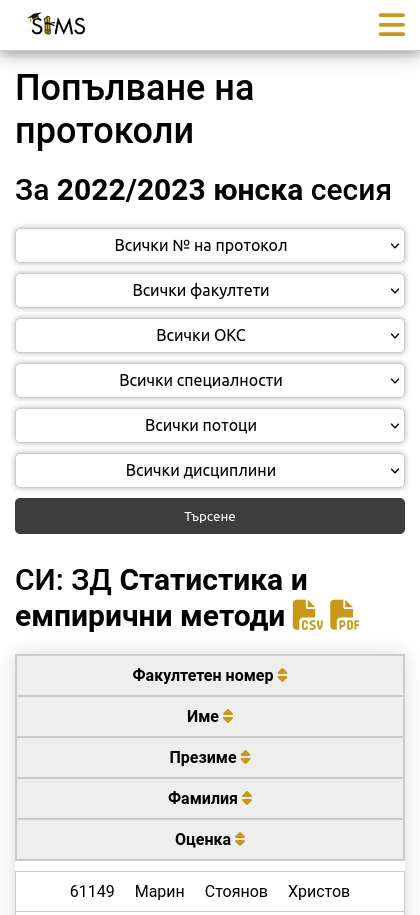 SIMS
Попълване на
протоколи
За 2022/2023 юнска сесия
Всички № на протокол
Всички факултети
Всички ОКС
Всички специалности
Всички потоци
Всички дисциплини
Търсене
СИ: ЗД Статистика и
емпирични методи CSV PDF
Факултетен номер
Име
Презиме
Фамилия
Оценка
61149 Марин Стоянов Христов